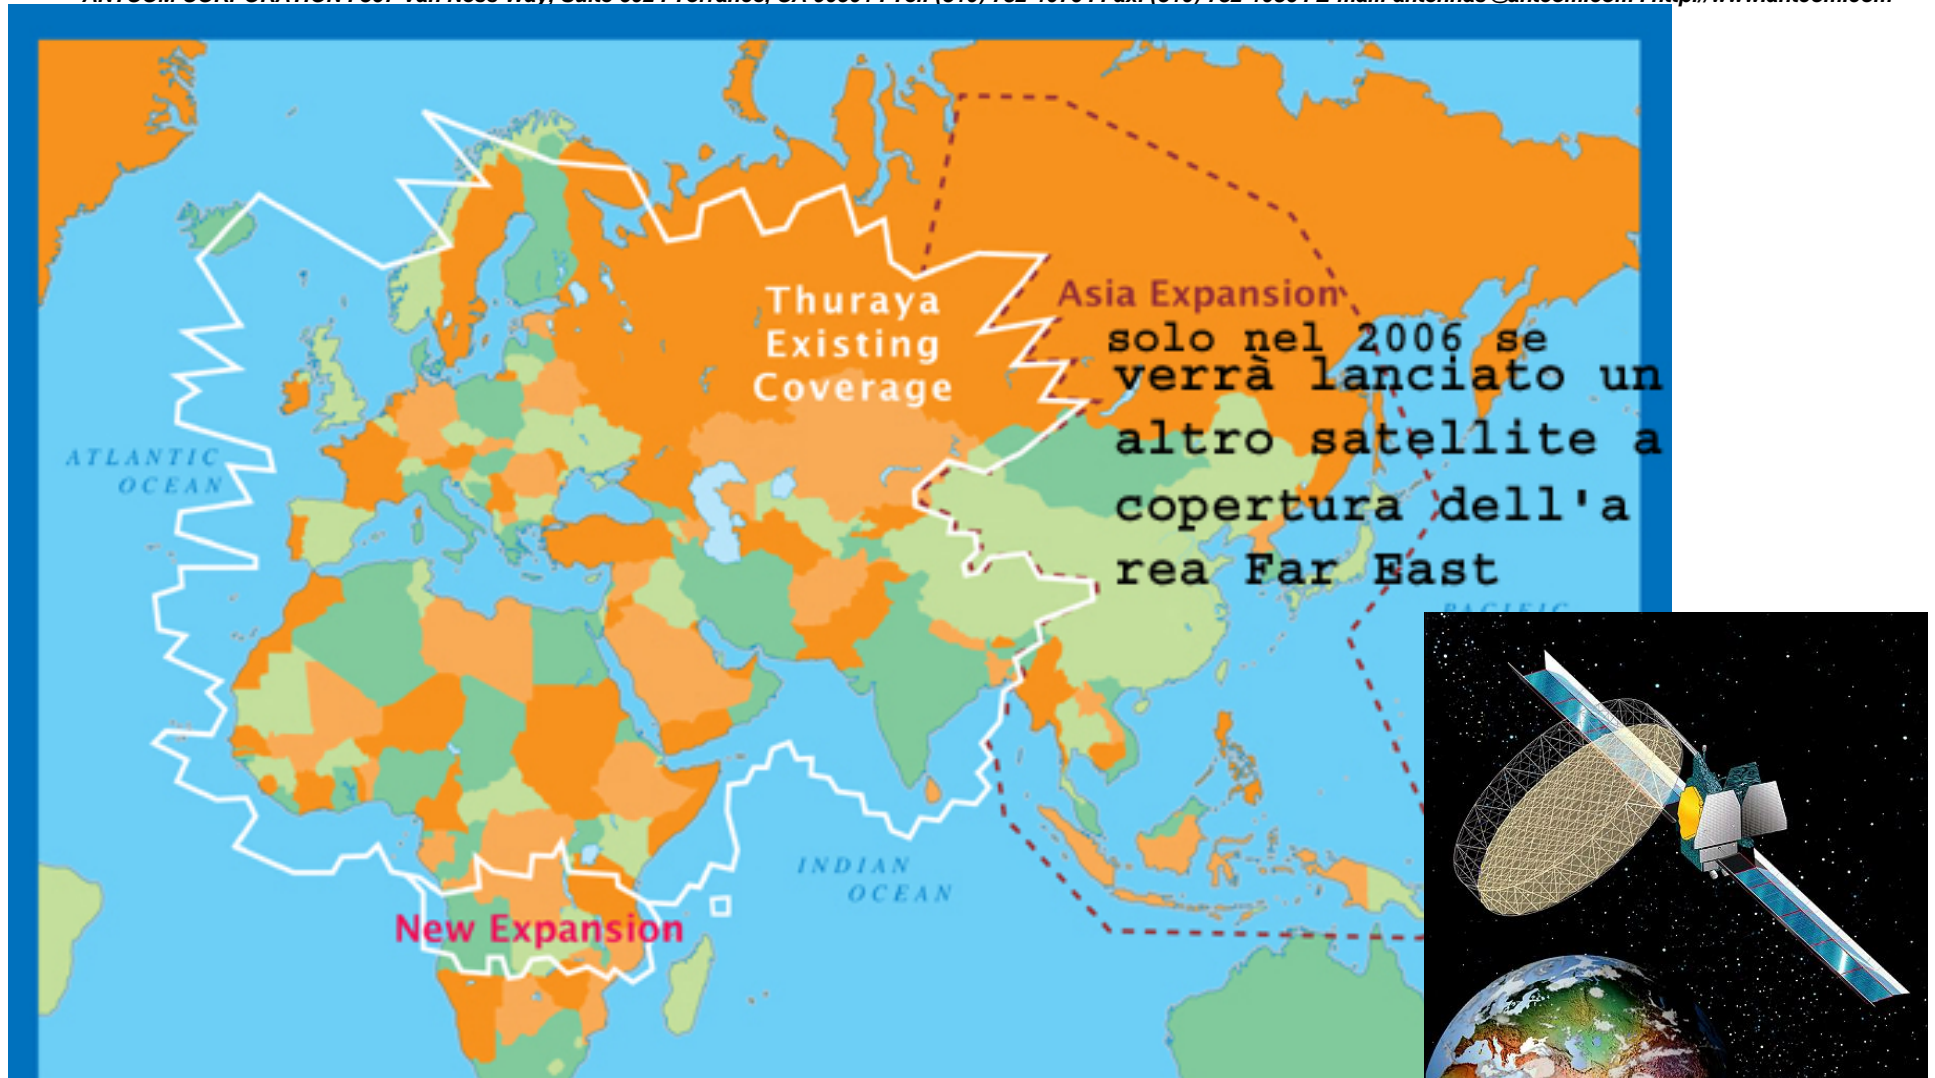 Thuraya
Existing
Coverage
Asia Expansion
solo nel 2006 se
verrà lanciato un
altro satellite a
copertura dell'a
rea Far East
ATLANTIC
OCEAN
PACIFIC
INDIAN
OCEAN
New Expansion